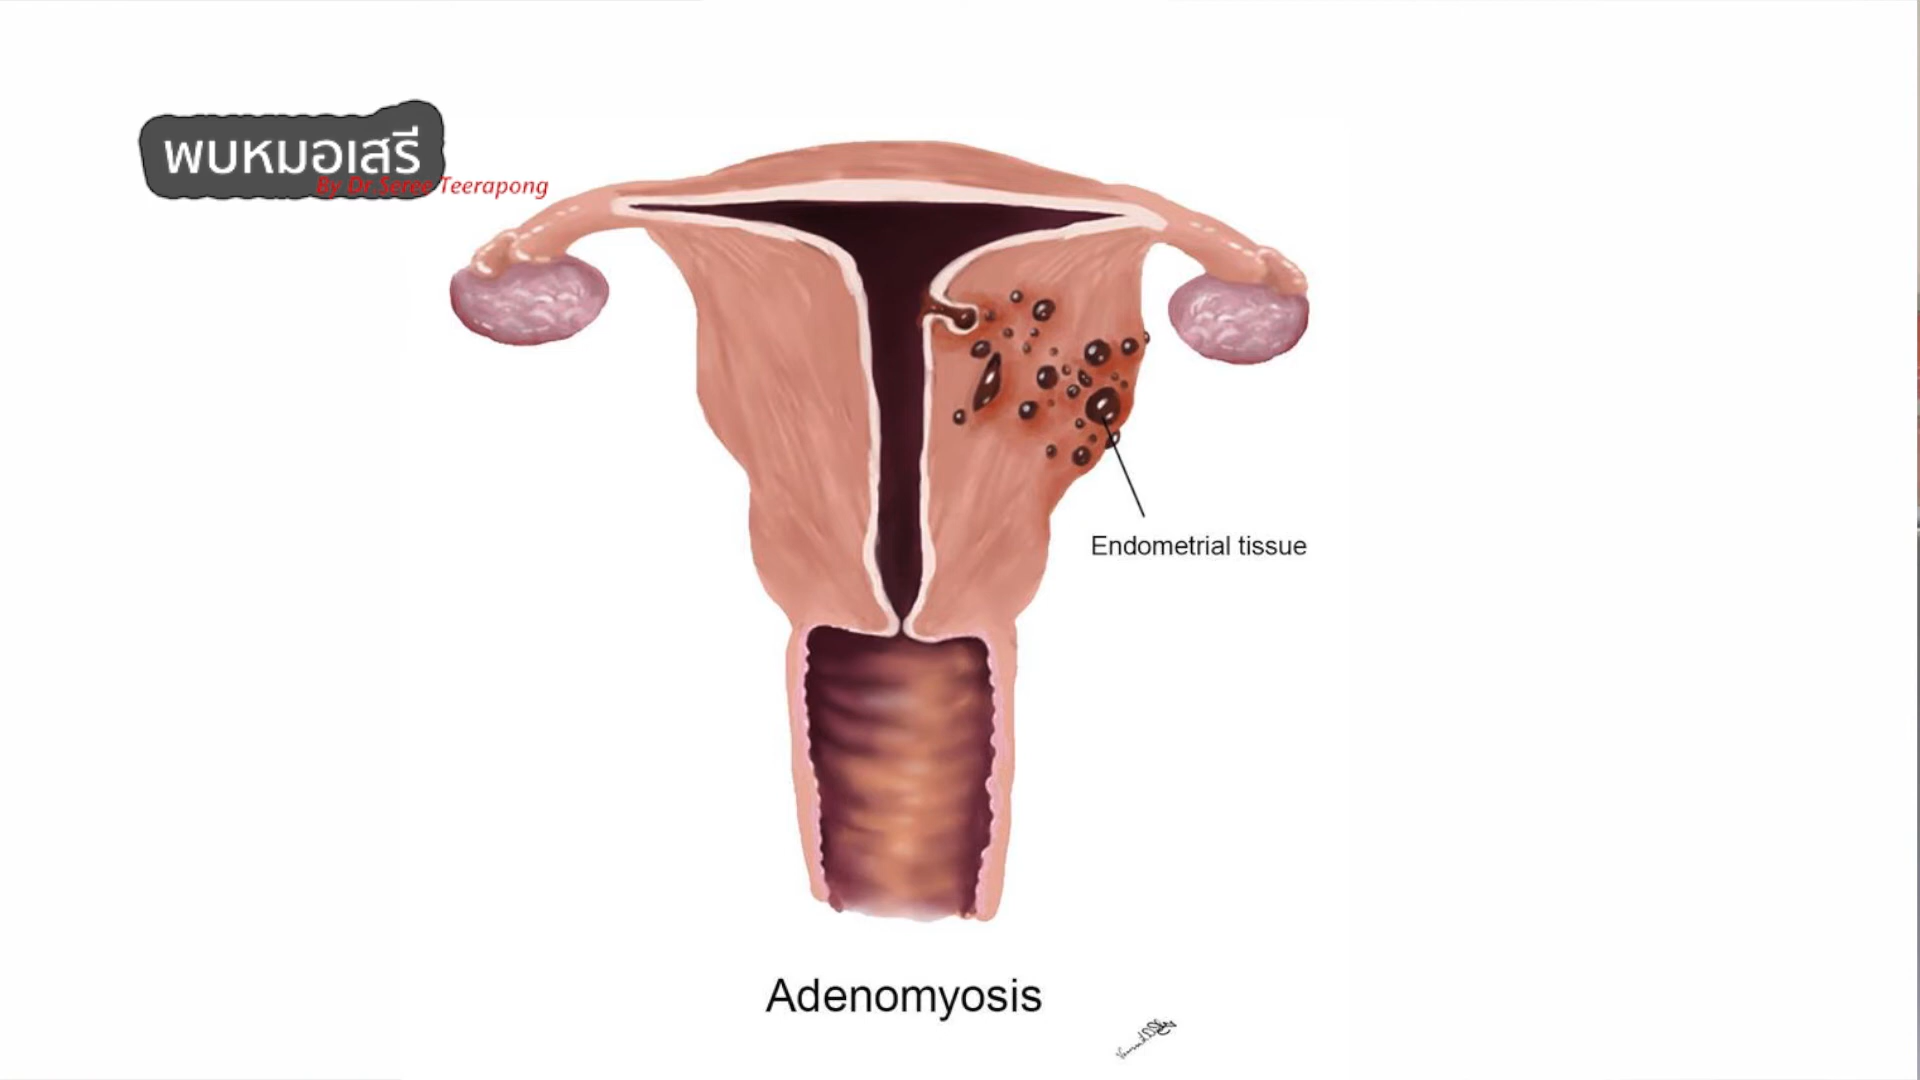 พบหมอเสรี
By Dr.Seree Teerapong
Endometrial tissue
Adenomyosis